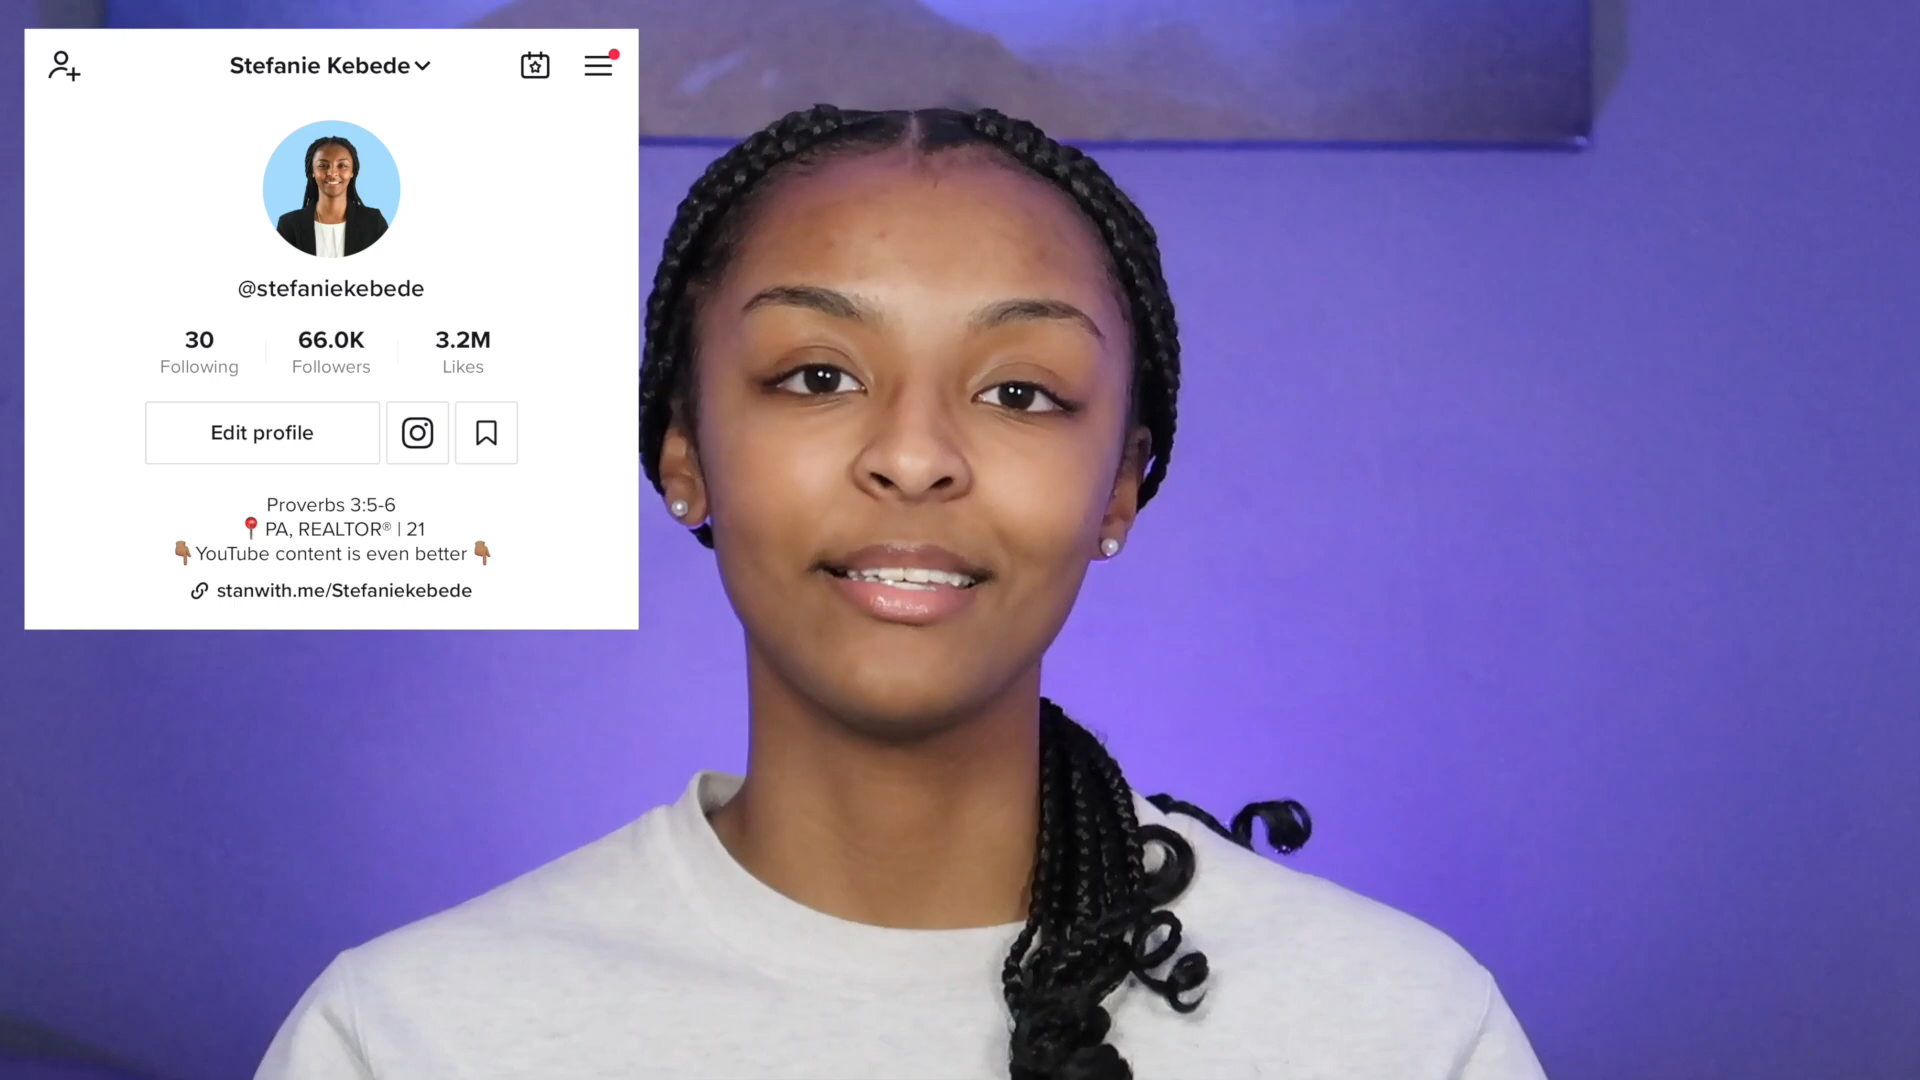 Stefanie Kebede
@stefaniekebede
30 66.0K 3.2M
Following Followers Likes
Edit profile
Proverbs 3:5-6
📍PA, REALTOR® | 21
👇🏾YouTube content is even better👇🏾
stanwith.me/Stefaniekebede